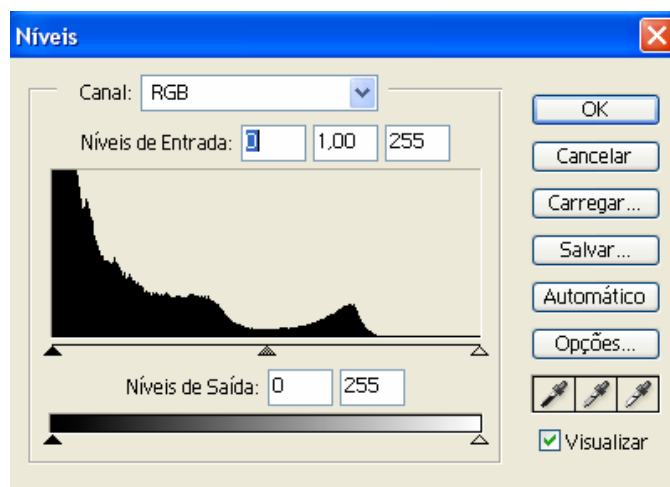 Níveis
Canal: RGB
Níveis de Entrada: 0 1,00 255
Níveis de Saída: 0 255
OK
Cancelar
Carregar...
Salvar...
Automático
Opções...
Visualizar